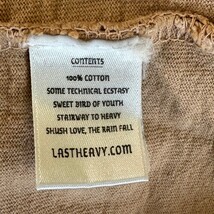 CONTENTS
100% COTTON
SOME TECHNICAL ECSTASY
SWEET BIRD OF YOUTH
STAIRWAY TO HEAVY
SHUSH LOVE, THE RAIN FALL
LASTHEAVY.COM